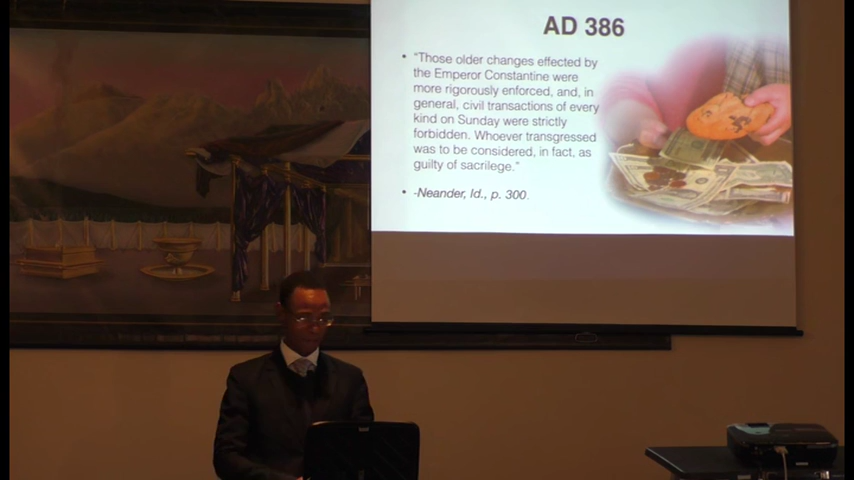 AD 386
• “Those older changes effected by
the Emperor Constantine were
more rigorously enforced, and, in
general, civil transactions of every
kind on Sunday were strictly
forbidden. Whoever transgressed
was to be considered, in fact, as
guilty of sacrilege.”
• -Neander, Id., p. 300.